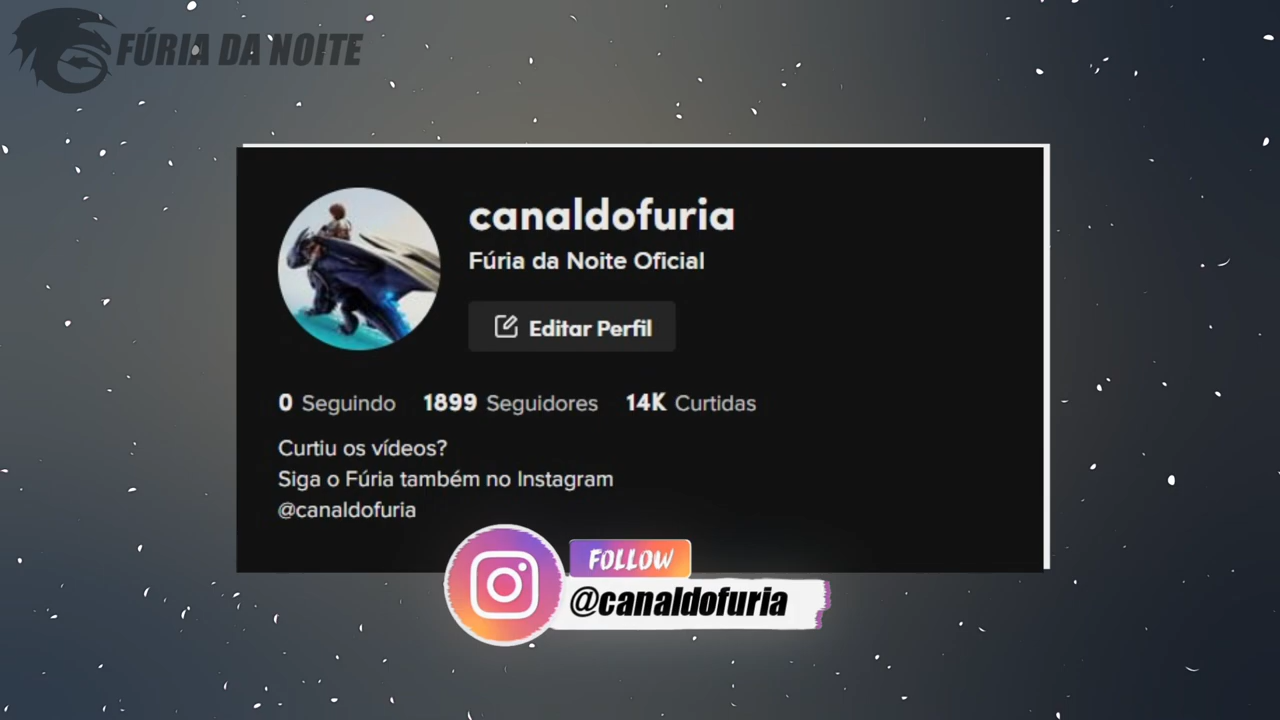 FÚRIA DA NOITE
canaldofuria
Fúria da Noite Oficial
Editar Perfil
0 Seguindo 1899 Seguidores 14K Curtidas
Curtiu os vídeos?
Siga o Fúria também no Instagram
@canaldofuria
FOLLOW
@canaldofuria